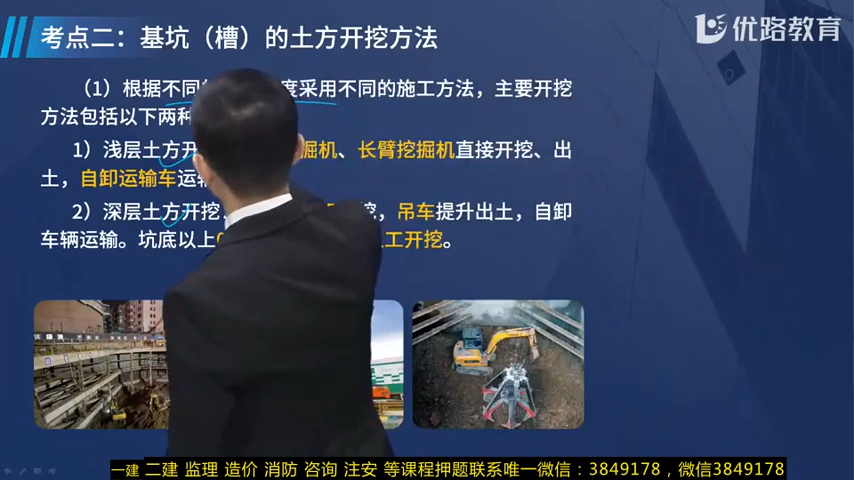 考点二：基坑（槽）的土方开挖方法
优路教育
（1）根据不同 度采用不同的施工方法，主要开挖
方法包括以下两种
1）浅层土方开 掘机、长臂挖掘机直接开挖、出
土，自卸运输车运输
2）深层土方开挖， 挖，吊车提升出土，自卸
车辆运输。坑底以上 工开挖。
一建 二建 监理 造价 消防 咨询 注安 等课程押题联系唯一微信：3849178，微信3849178